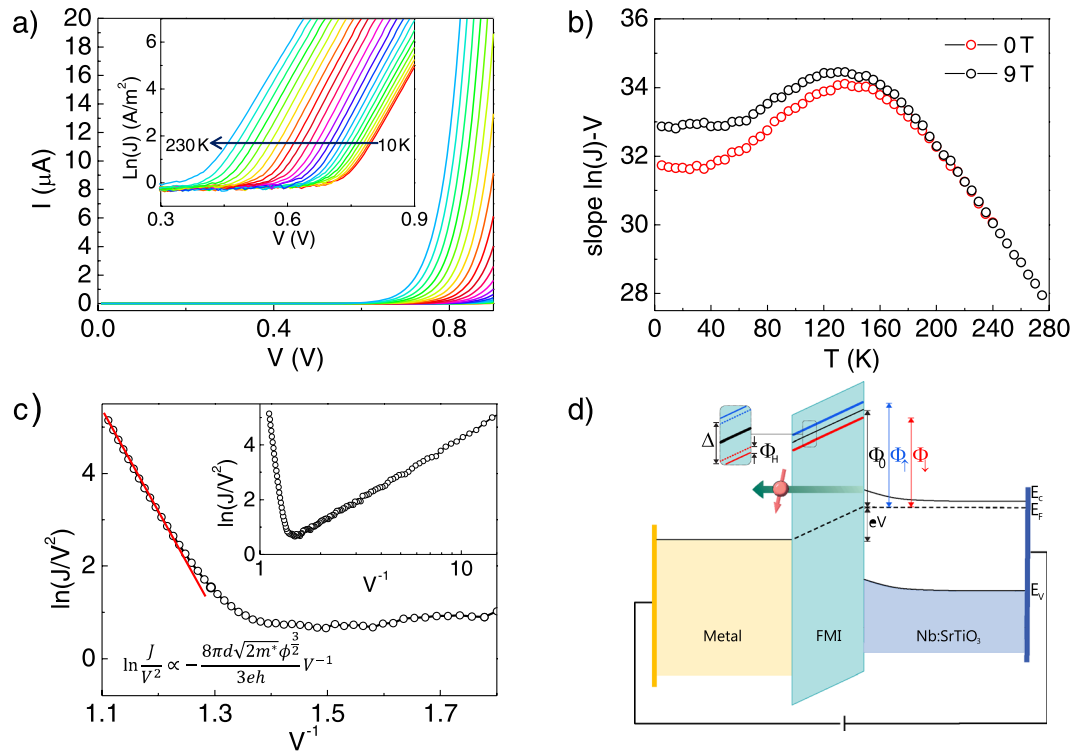 a)
20
18
16
14
12
10
8
6
4
2
0
I (μA)
0.0 0.4 0.8
V (V)
6
4
2
0
Ln(J) (A/m²)
230 K 10 K
0.3 0.6 0.9
V (V)
b)
36
34
32
30
28
slope ln(J)-V
0 T
9 T
0 40 80 120 160 200 240 280
T (K)
c)
4
2
0
ln(J/V²)
1.1 1.3 1.5 1.7
V⁻¹
5
4
3
2
1
0
ln(J/V²)
1 10
V⁻¹
ln J/V² ∝ − 8πd√2m*ϕ^(3/2)/3eh V⁻¹
d)
Δ
Φ_H
Φ₀ Φ↑ Φ↓
E_C
E_F
eV
E_V
Metal FMI Nb:SrTiO₃